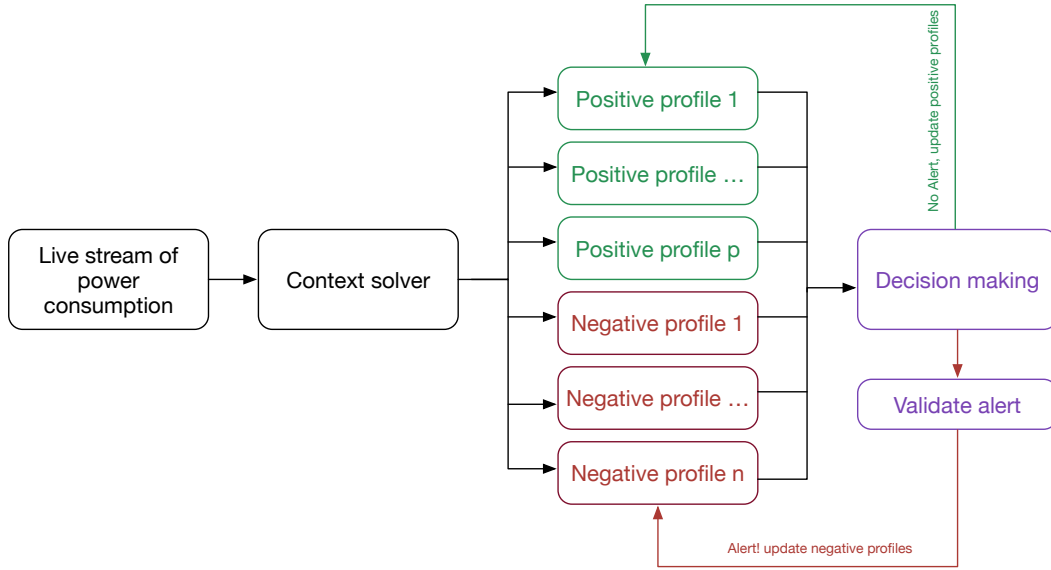 Live stream of
power
consumption
Context solver
Positive profile 1
Positive profile …
Positive profile p
Negative profile 1
Negative profile …
Negative profile n
No Alert, update positive profiles
Decision making
Validate alert
Alert! update negative profiles